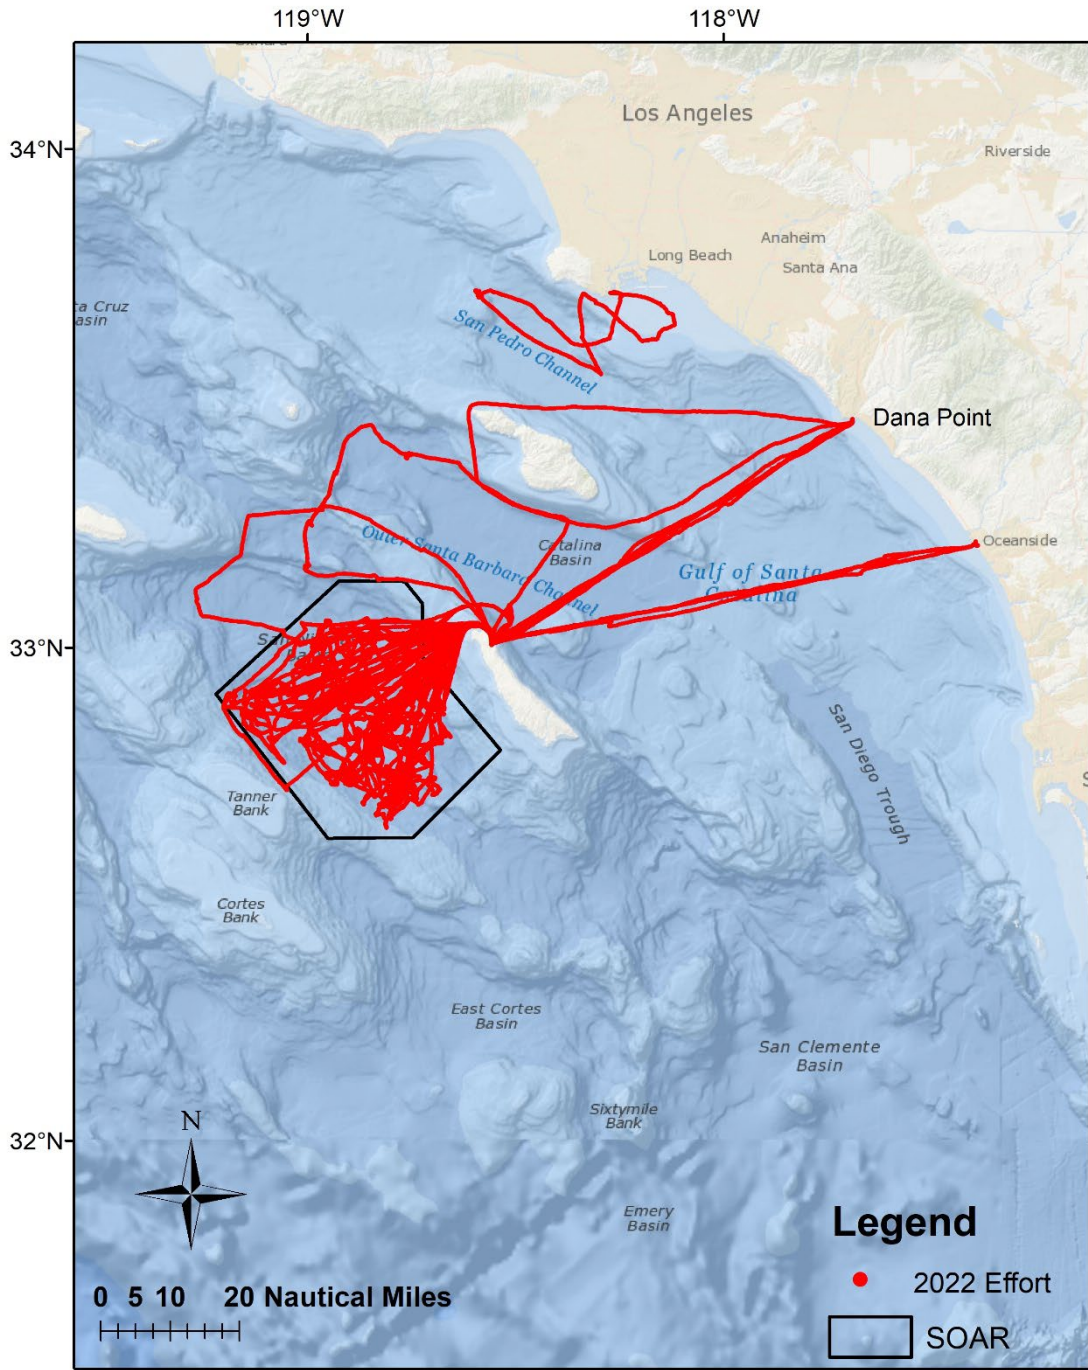 119°W
118°W
Los Angeles
34°N
Riverside
Anaheim
Long Beach
Santa Ana
ta Cruz
asin
San Pedro Channel
Dana Point
Outer Santa Barbara Channel
Catalina
Basin
Oceanside
Gulf of Santa
Catalina
33°N
San Diego Trough
Tanner
Bank
Cortes
Bank
East Cortes
Basin
San Clemente
Basin
Sixtymile
Bank
32°N
N
Emery
Basin
Legend
2022 Effort
SOAR
0 5 10 20 Nautical Miles